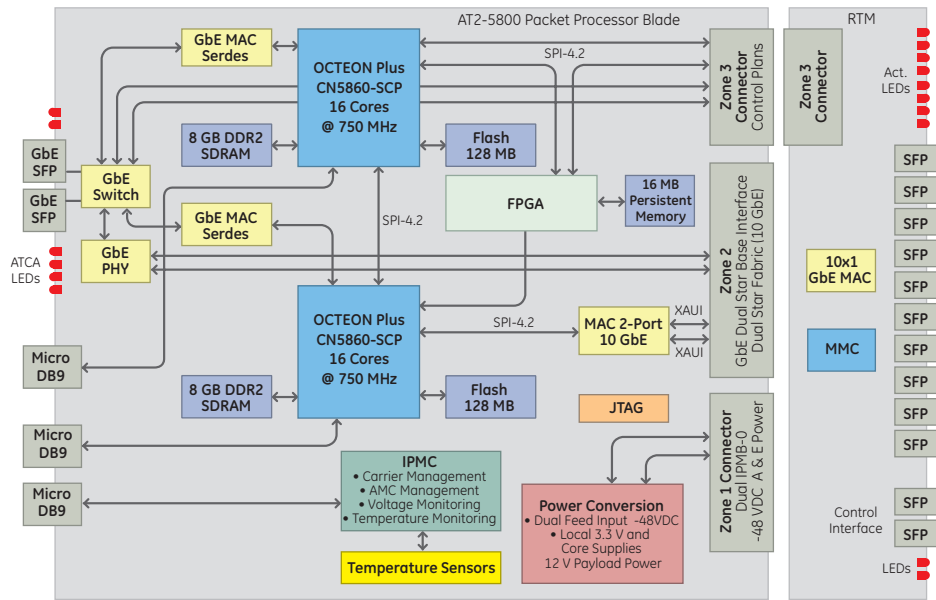 AT2-5800 Packet Processor Blade
RTM
GbE MAC
Serdes
OCTEON Plus
CN5860-SCP
16 Cores
@ 750 MHz
SPI-4.2
Zone 3
Connector
Control Plans
Zone 3
Connector
Act.
LEDs
8 GB DDR2
SDRAM
Flash
128 MB
GbE
SFP
GbE
SFP
GbE
Switch
GbE MAC
Serdes
SPI-4.2
FPGA
16 MB
Persistent
Memory
ATCA
LEDs
GbE
PHY
Zone 2
GbE Dual Star Base Interface
Dual Star Fabric (10 GbE)
OCTEON Plus
CN5860-SCP
16 Cores
@ 750 MHz
SPI-4.2
MAC 2-Port
10 GbE
XAUI
XAUI
10x1
GbE MAC
MMC
Micro
DB9
8 GB DDR2
SDRAM
Flash
128 MB
JTAG
Micro
DB9
Micro
DB9
IPMC
• Carrier Management
• AMC Management
• Voltage Monitoring
• Temperature Monitoring
Temperature Sensors
Power Conversion
• Dual Feed Input -48VDC
• Local 3.3 V and
Core Supplies
12 V Payload Power
Zone 1 Connector
Dual IPMB-0
-48 VDC A & E Power
SFP
SFP
SFP
SFP
SFP
SFP
SFP
SFP
SFP
SFP
Control
Interface
SFP
SFP
LEDs